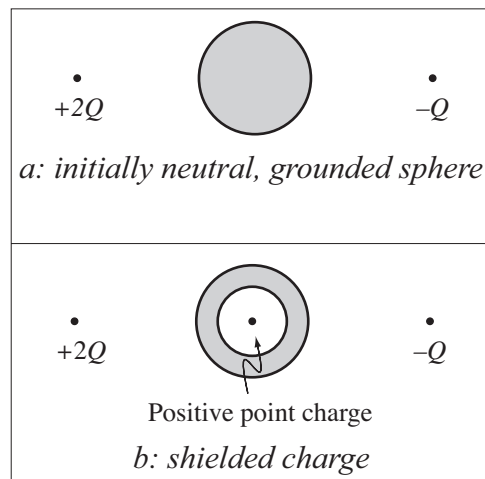 +2Q –Q
a: initially neutral, grounded sphere
+2Q –Q
Positive point charge
b: shielded charge